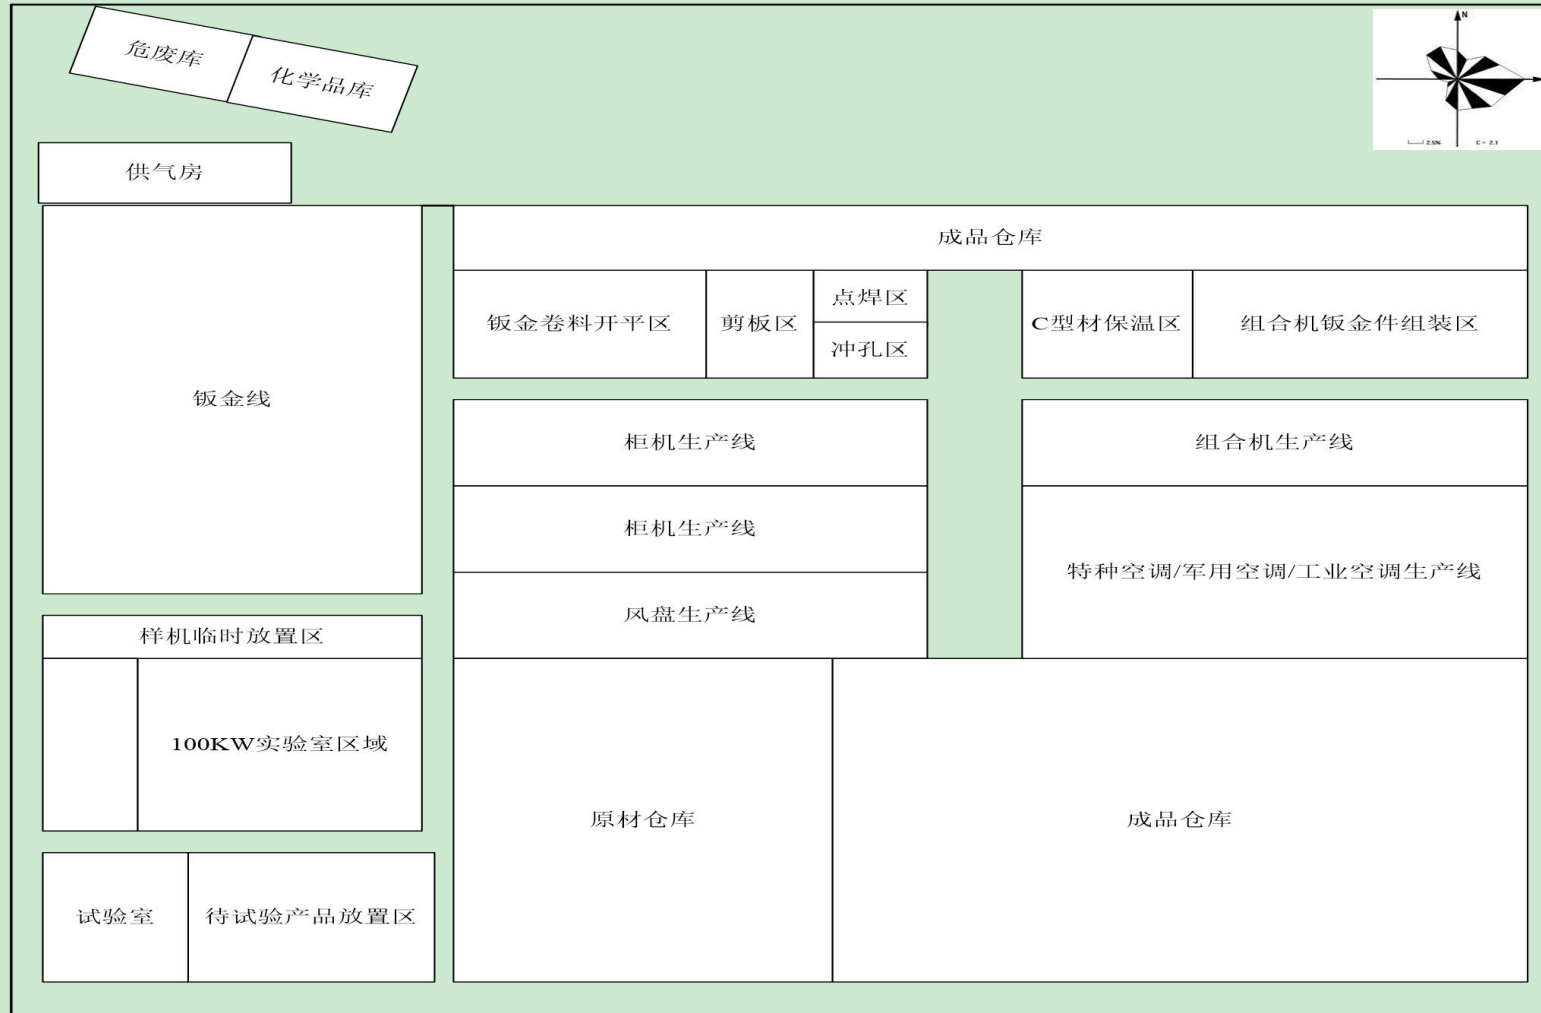 危废库
化学品库
N
2.5%
C = 2.1
供气房
成品仓库
钣金线
钣金卷料开平区
剪板区
点焊区
冲孔区
C型材保温区
组合机钣金件组装区
柜机生产线
组合机生产线
柜机生产线
特种空调/军用空调/工业空调生产线
风盘生产线
样机临时放置区
100KW实验室区域
原材仓库
成品仓库
试验室
待试验产品放置区